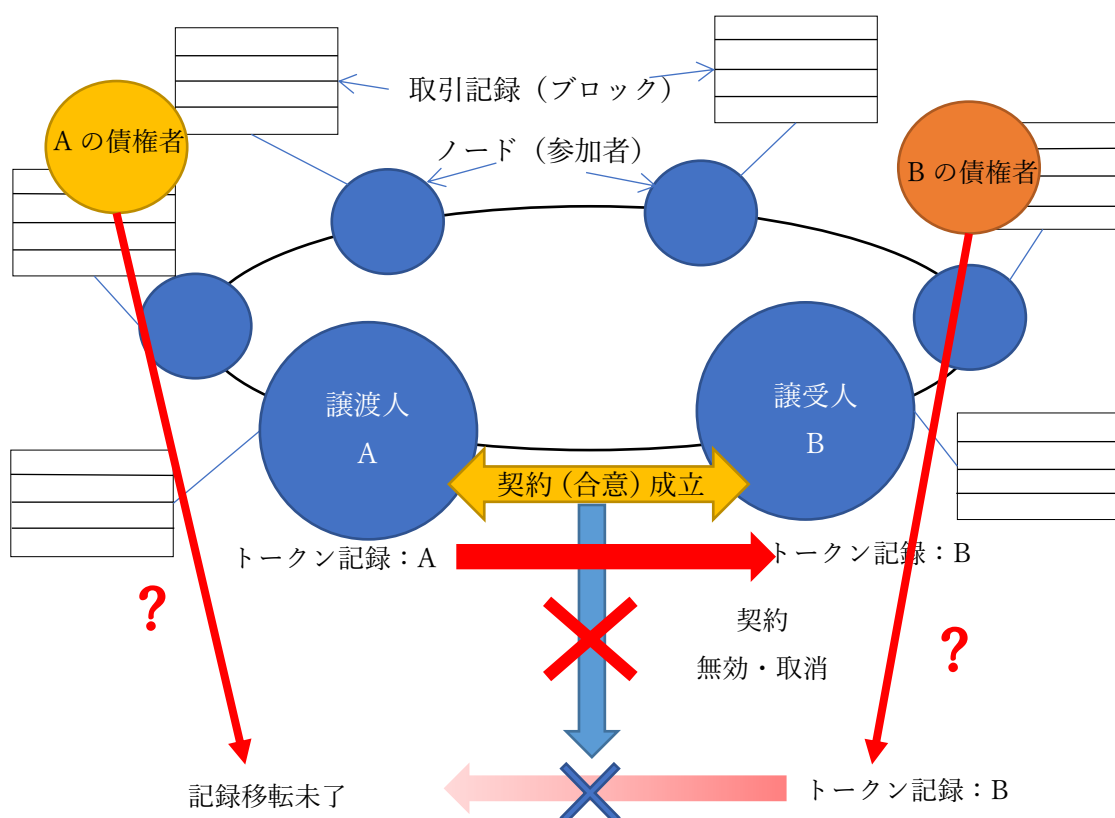 取引記録（ブロック）
A の債権者
ノード（参加者）
B の債権者
譲渡人
A
譲受人
B
契約（合意）成立
トークン記録：A
トークン記録：B
?
契約
無効・取消
?
記録移転未了
トークン記録：B